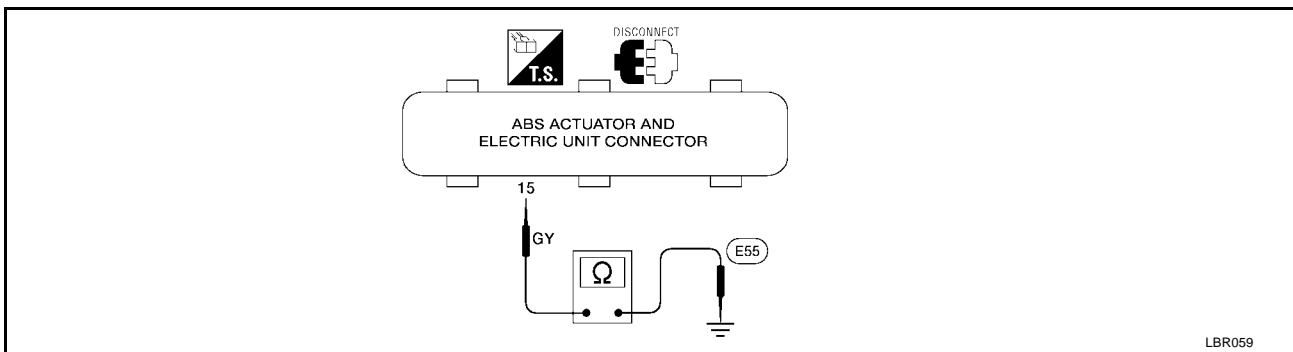 DISCONNECT
T.S.
ABS ACTUATOR AND
ELECTRIC UNIT CONNECTOR
15
GY
E55
Ω
LBR059